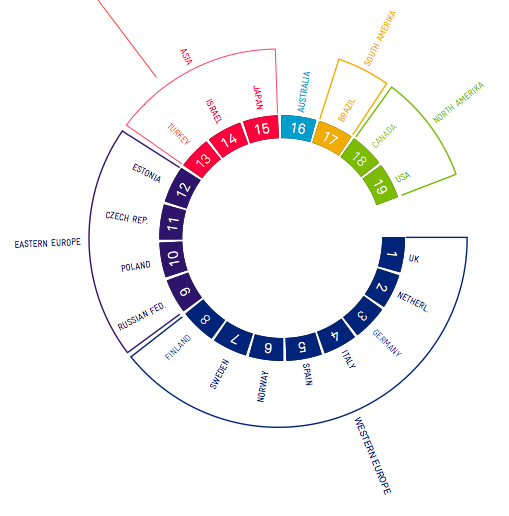 WESTERN EUROPE
1 UK
2 NETHERL.
3 GERMANY
4 ITALY
5 SPAIN
6 NORWAY
7 SWEDEN
8 FINLAND
EASTERN EUROPE
9 RUSSIAN FED.
10 POLAND
11 CZECH REP.
12 ESTONIA
ASIA
13 TURKEY
14 ISRAEL
15 JAPAN
16 AUSTRALIA
SOUTH AMERIKA
17 BRAZIL
NORTH AMERIKA
18 CANADA
19 USA